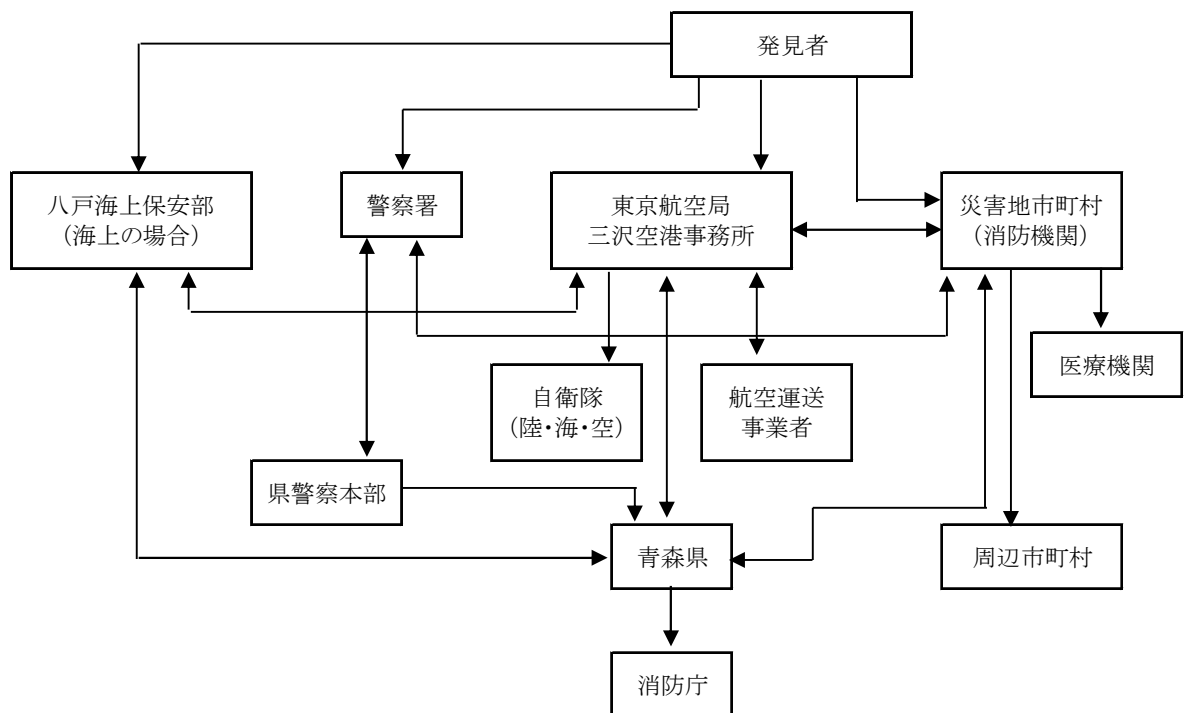 発見者
八戸海上保安部
（海上の場合）
警察署
東京航空局
三沢空港事務所
災害地市町村
（消防機関）
医療機関
自衛隊
（陸・海・空）
航空運送
事業者
県警察本部
青森県
周辺市町村
消防庁